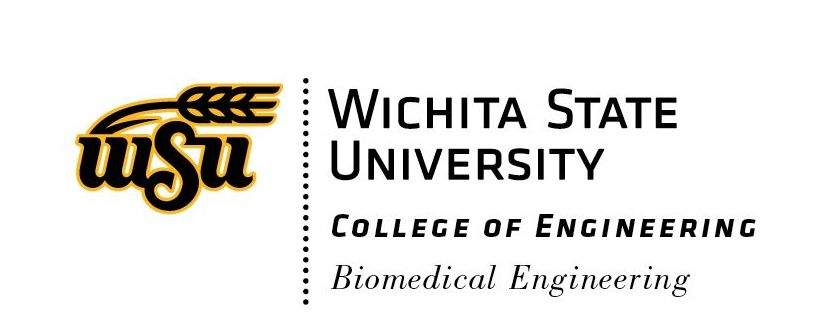 WSU
WICHITA STATE
UNIVERSITY
COLLEGE OF ENGINEERING
Biomedical Engineering